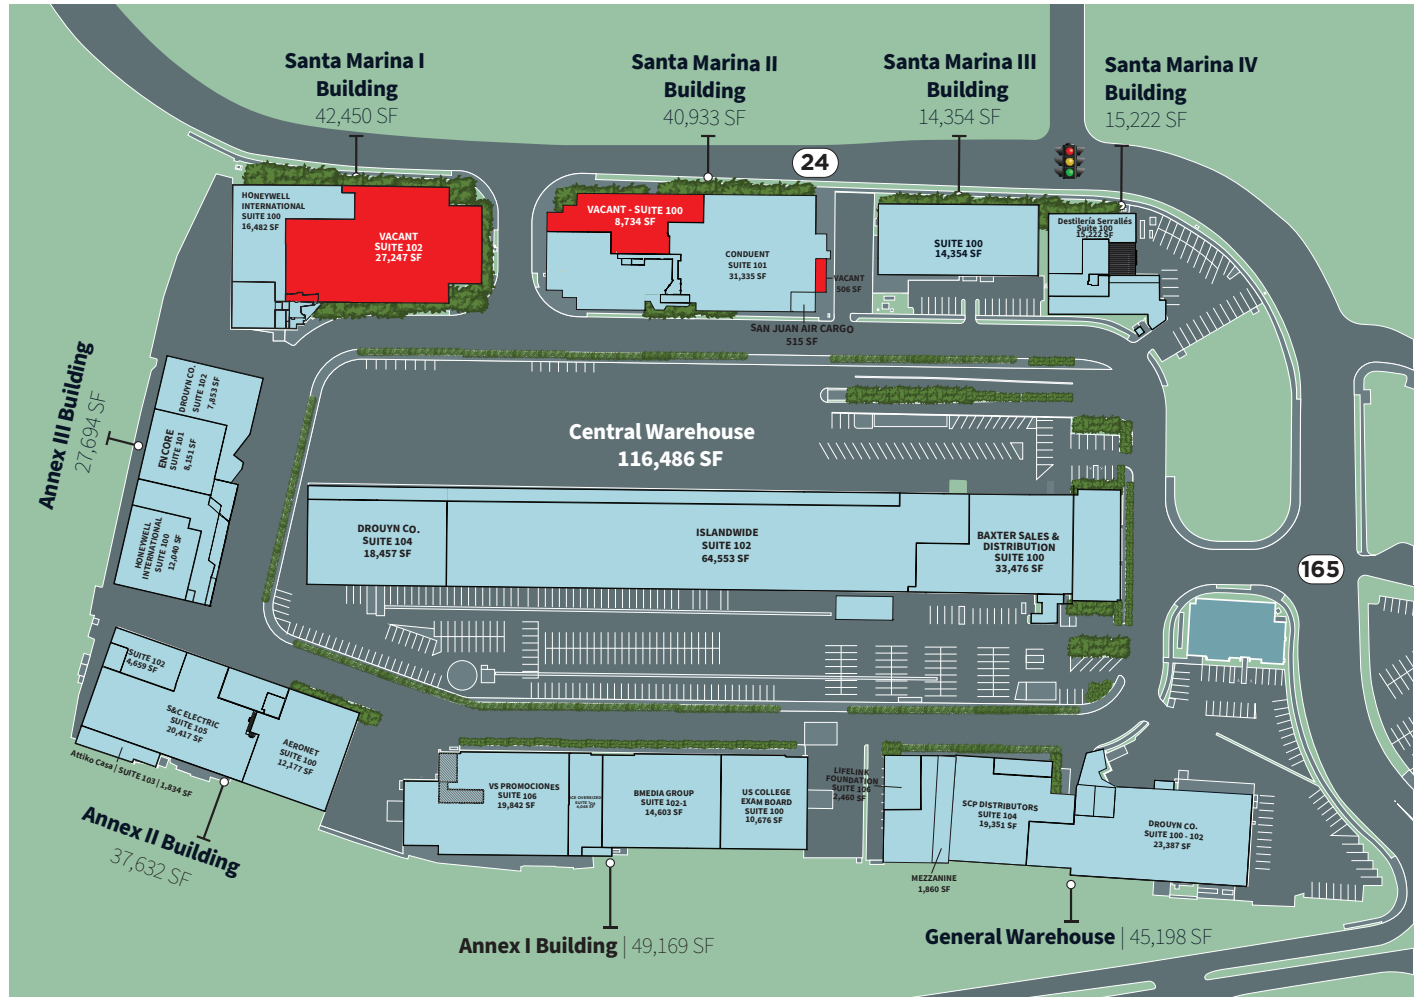 Santa Marina I
Building
42,450 SF
Santa Marina II
Building
40,933 SF
Santa Marina III
Building
14,354 SF
Santa Marina IV
Building
15,222 SF
24
HONEYWELL
INTERNATIONAL
SUITE 100
16,482 SF
VACANT
SUITE 102
27,247 SF
VACANT - SUITE 100
8,734 SF
CONDUENT
SUITE 101
31,335 SF
VACANT
506 SF
SAN JUAN AIR CARGO
515 SF
SUITE 100
14,354 SF
Destilería Serrallés
Suite 100
15,222 SF
Annex III Building
27,694 SF
DROUYN CO.
SUITE 102
7,853 SF
ENCORE
SUITE 101
8,151 SF
HONEYWELL
INTERNATIONAL
SUITE 100
12,040 SF
Central Warehouse
116,486 SF
DROUYN CO.
SUITE 104
18,457 SF
ISLANDWIDE
SUITE 102
64,553 SF
BAXTER SALES &
DISTRIBUTION
SUITE 100
33,476 SF
165
SUITE 102
4,659 SF
S&C ELECTRIC
SUITE 105
20,417 SF
AERONET
SUITE 100
12,177 SF
Attiko Casa | SUITE 103 | 1,834 SF
Annex II Building
37,632 SF
VS PROMOCIONES
SUITE 106
19,842 SF
BMEDIA GROUP
SUITE 102-1
14,603 SF
US COLLEGE
EXAM BOARD
SUITE 100
10,676 SF
Annex I Building | 49,169 SF
LIFELINK
FOUNDATION
SUITE 106
2,460 SF
SCP DISTRIBUTORS
SUITE 104
19,351 SF
MEZZANINE
1,860 SF
DROUYN CO.
SUITE 100 - 102
23,387 SF
General Warehouse | 45,198 SF